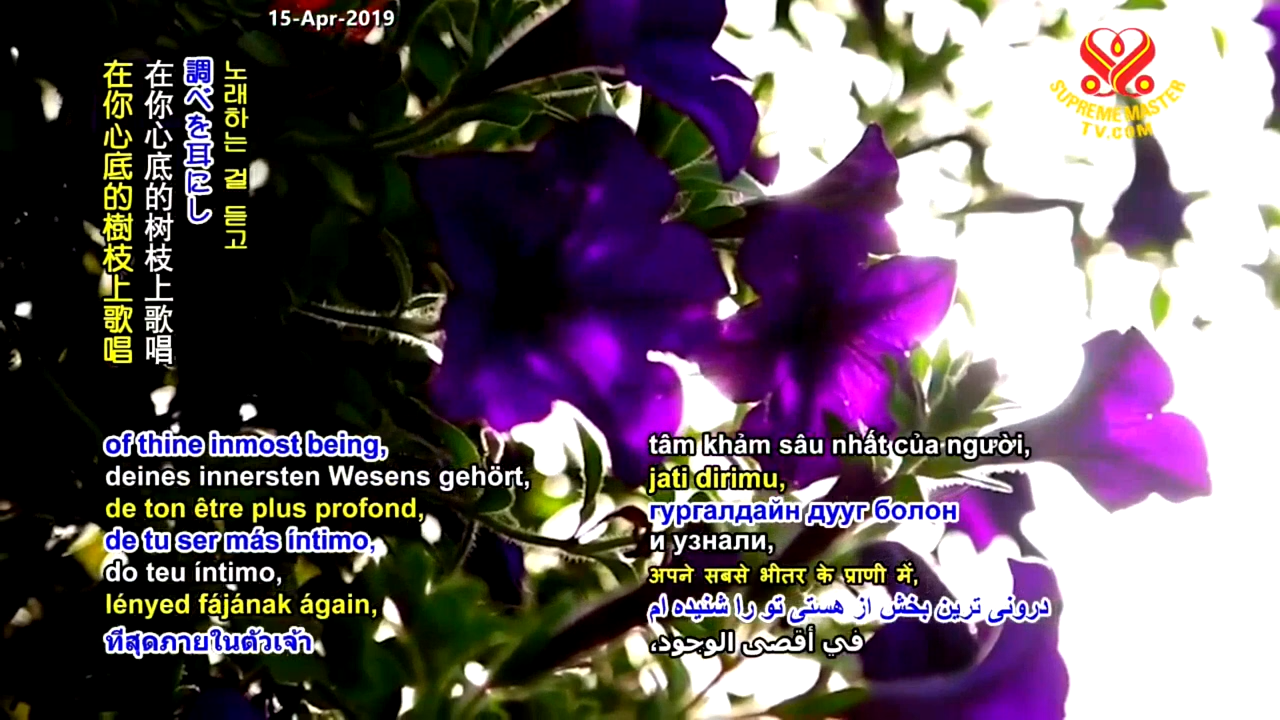 15-Apr-2019
SUPREME MASTER
TV.COM
노래하는 걸 듣고
調べを耳にし
在你心底的树枝上歌唱
在你心底的樹枝上歌唱
of thine inmost being,
deines innersten Wesens gehört,
de ton être plus profond,
de tu ser más íntimo,
do teu íntimo,
lényed fájának ágain,
ที่สุดภายในตัวเจ้า
tâm khảm sâu nhất của người,
jati dirimu,
гургалдайн дууг болон
и узнали,
अपने सबसे भीतर के प्राणी में,
درونی ترین بخش از هستی تو را شنیده ام
في أقصى الوجود،